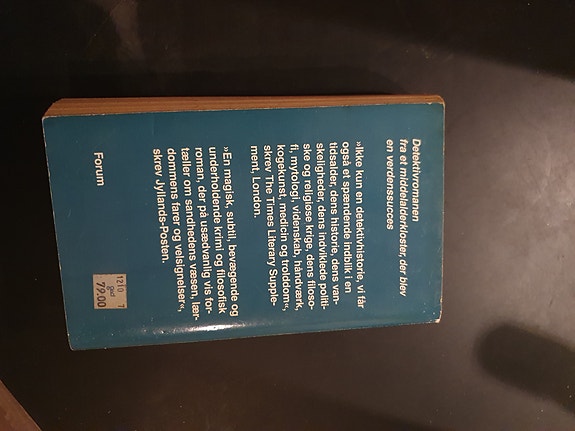 Detektivromanen
fra et middelalderkloster, der blev
en verdenssucces
»Ikke kun en detektivhistorie, vi får
også et spændende indblik i en
tidsalder, dens historie, dens van-
skeligheder, dens indviklede politi-
ske og religiøse krige, dens filoso-
fi, mytologi, videnskab, håndværk,
kogekunst, medicin og trolddom«,
skrev The Times Literary Supple-
ment, London.
»En magisk, subtil, bevægende og
underholdende krimi og filosofisk
roman, der på usædvanlig vis for-
tæller om sandhedens væsen, lær-
dommens farer og velsignelser«,
skrev Jyllands-Posten.
Forum
1210 7
god
79.00